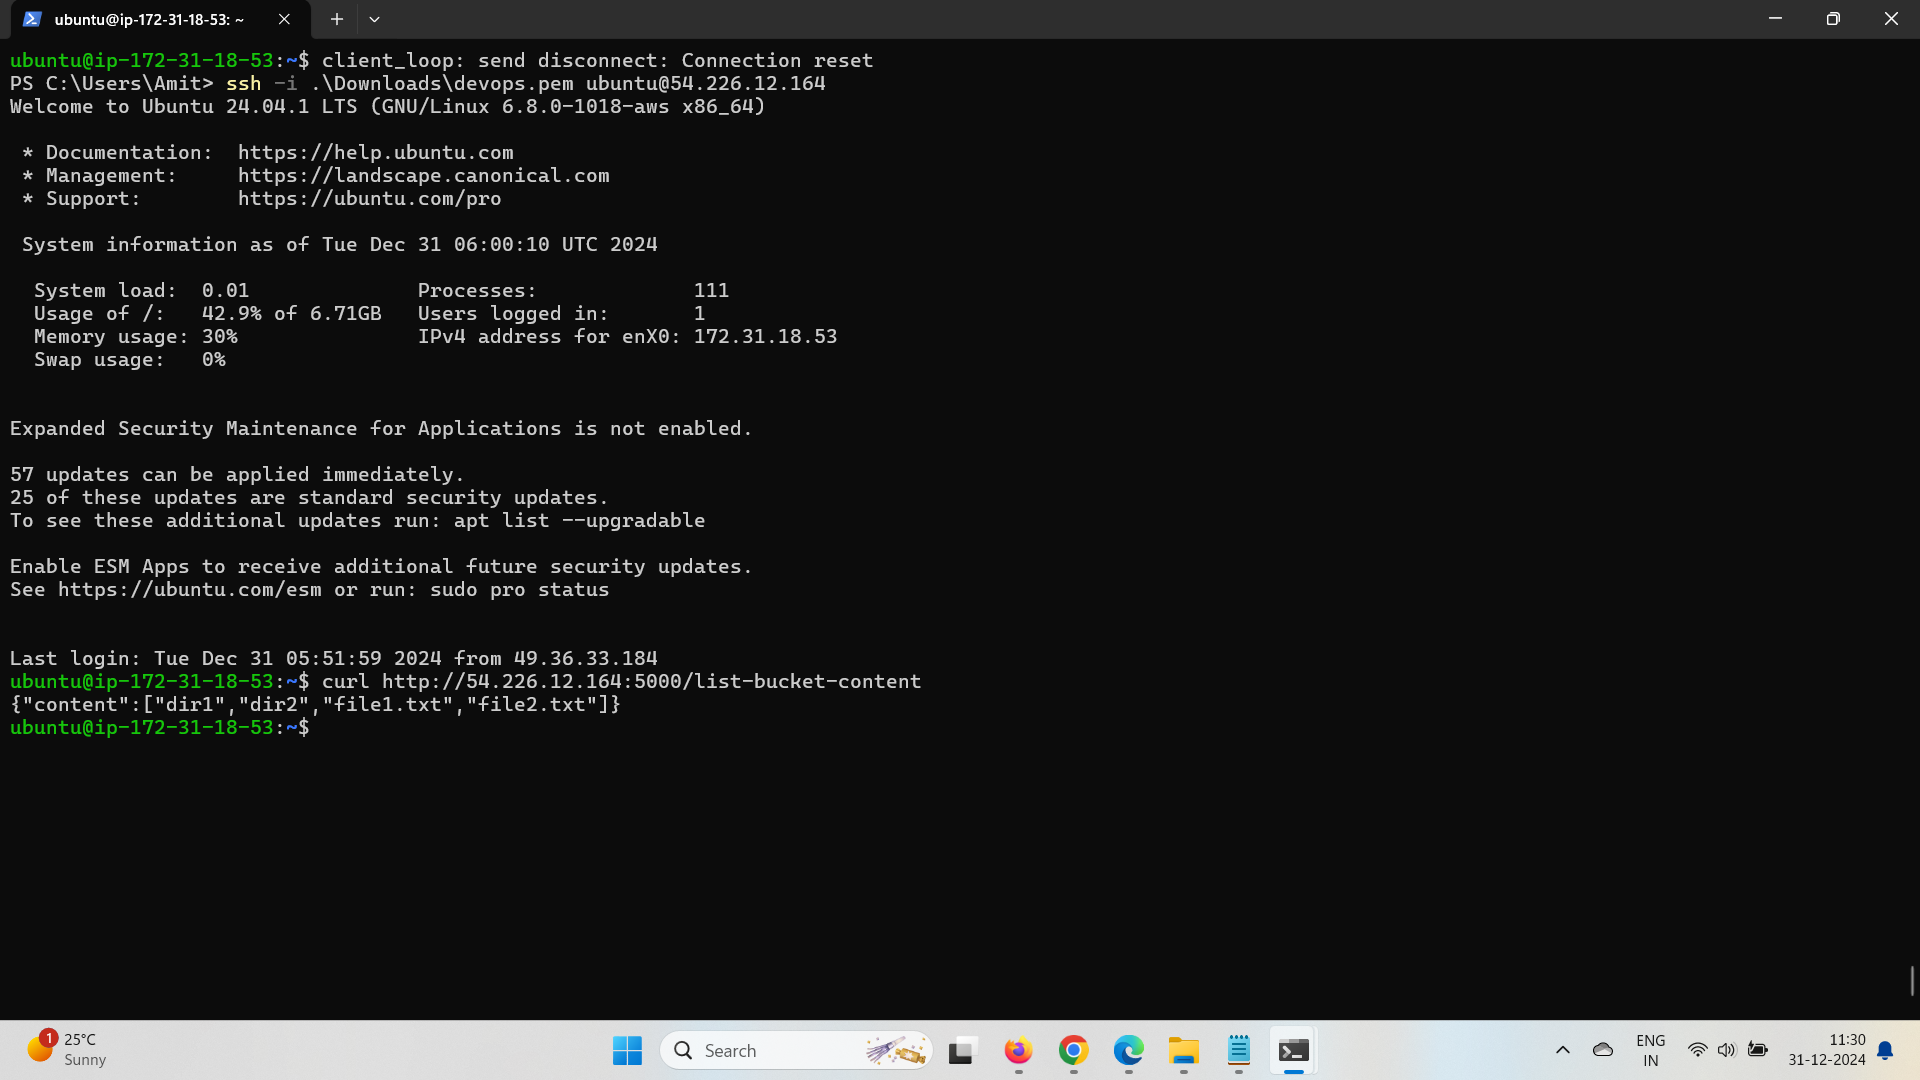 ubuntu@ip-172-31-18-53: ~
ubuntu@ip-172-31-18-53:~$ client_loop: send disconnect: Connection reset
PS C:\Users\Amit> ssh -i .\Downloads\devops.pem ubuntu@54.226.12.164
Welcome to Ubuntu 24.04.1 LTS (GNU/Linux 6.8.0-1018-aws x86_64)
* Documentation:  https://help.ubuntu.com
* Management:     https://landscape.canonical.com
* Support:        https://ubuntu.com/pro
System information as of Tue Dec 31 06:00:10 UTC 2024
System load:  0.01              Processes:             111
Usage of /:   42.9% of 6.71GB   Users logged in:       1
Memory usage: 30%               IPv4 address for enX0: 172.31.18.53
Swap usage:   0%
Expanded Security Maintenance for Applications is not enabled.
57 updates can be applied immediately.
25 of these updates are standard security updates.
To see these additional updates run: apt list --upgradable
Enable ESM Apps to receive additional future security updates.
See https://ubuntu.com/esm or run: sudo pro status
Last login: Tue Dec 31 05:51:59 2024 from 49.36.33.184
ubuntu@ip-172-31-18-53:~$ curl http://54.226.12.164:5000/list-bucket-content
{"content":["dir1","dir2","file1.txt","file2.txt"]}
ubuntu@ip-172-31-18-53:~$
1
25°C
Sunny
Search
ENG
IN
11:30
31-12-2024